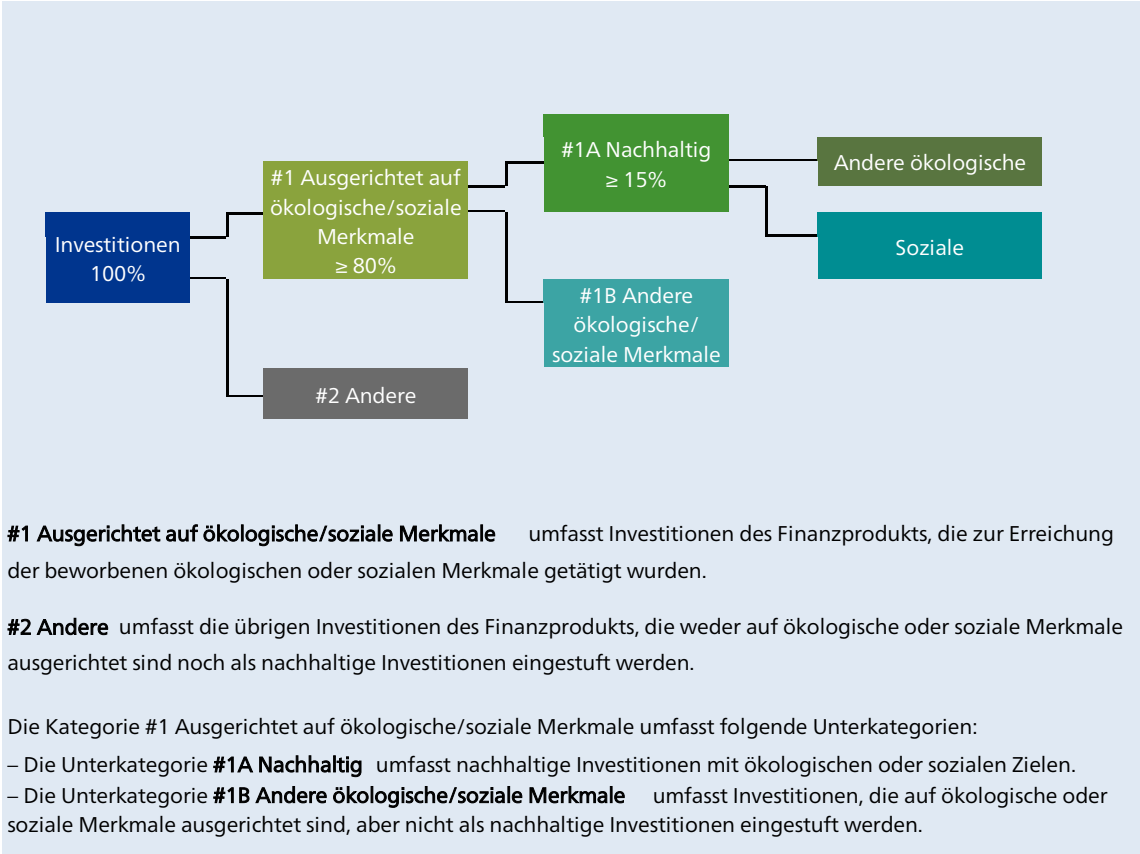 Investitionen
100%
#1 Ausgerichtet auf
ökologische/soziale
Merkmale
≥ 80%
#2 Andere
#1A Nachhaltig
≥ 15%
#1B Andere
ökologische/
soziale Merkmale
Andere ökologische
Soziale
#1 Ausgerichtet auf ökologische/soziale Merkmale umfasst Investitionen des Finanzprodukts, die zur Erreichung
der beworbenen ökologischen oder sozialen Merkmale getätigt wurden.
#2 Andere umfasst die übrigen Investitionen des Finanzprodukts, die weder auf ökologische oder soziale Merkmale
ausgerichtet sind noch als nachhaltige Investitionen eingestuft werden.
Die Kategorie #1 Ausgerichtet auf ökologische/soziale Merkmale umfasst folgende Unterkategorien:
– Die Unterkategorie #1A Nachhaltig umfasst nachhaltige Investitionen mit ökologischen oder sozialen Zielen.
– Die Unterkategorie #1B Andere ökologische/soziale Merkmale umfasst Investitionen, die auf ökologische oder
soziale Merkmale ausgerichtet sind, aber nicht als nachhaltige Investitionen eingestuft werden.